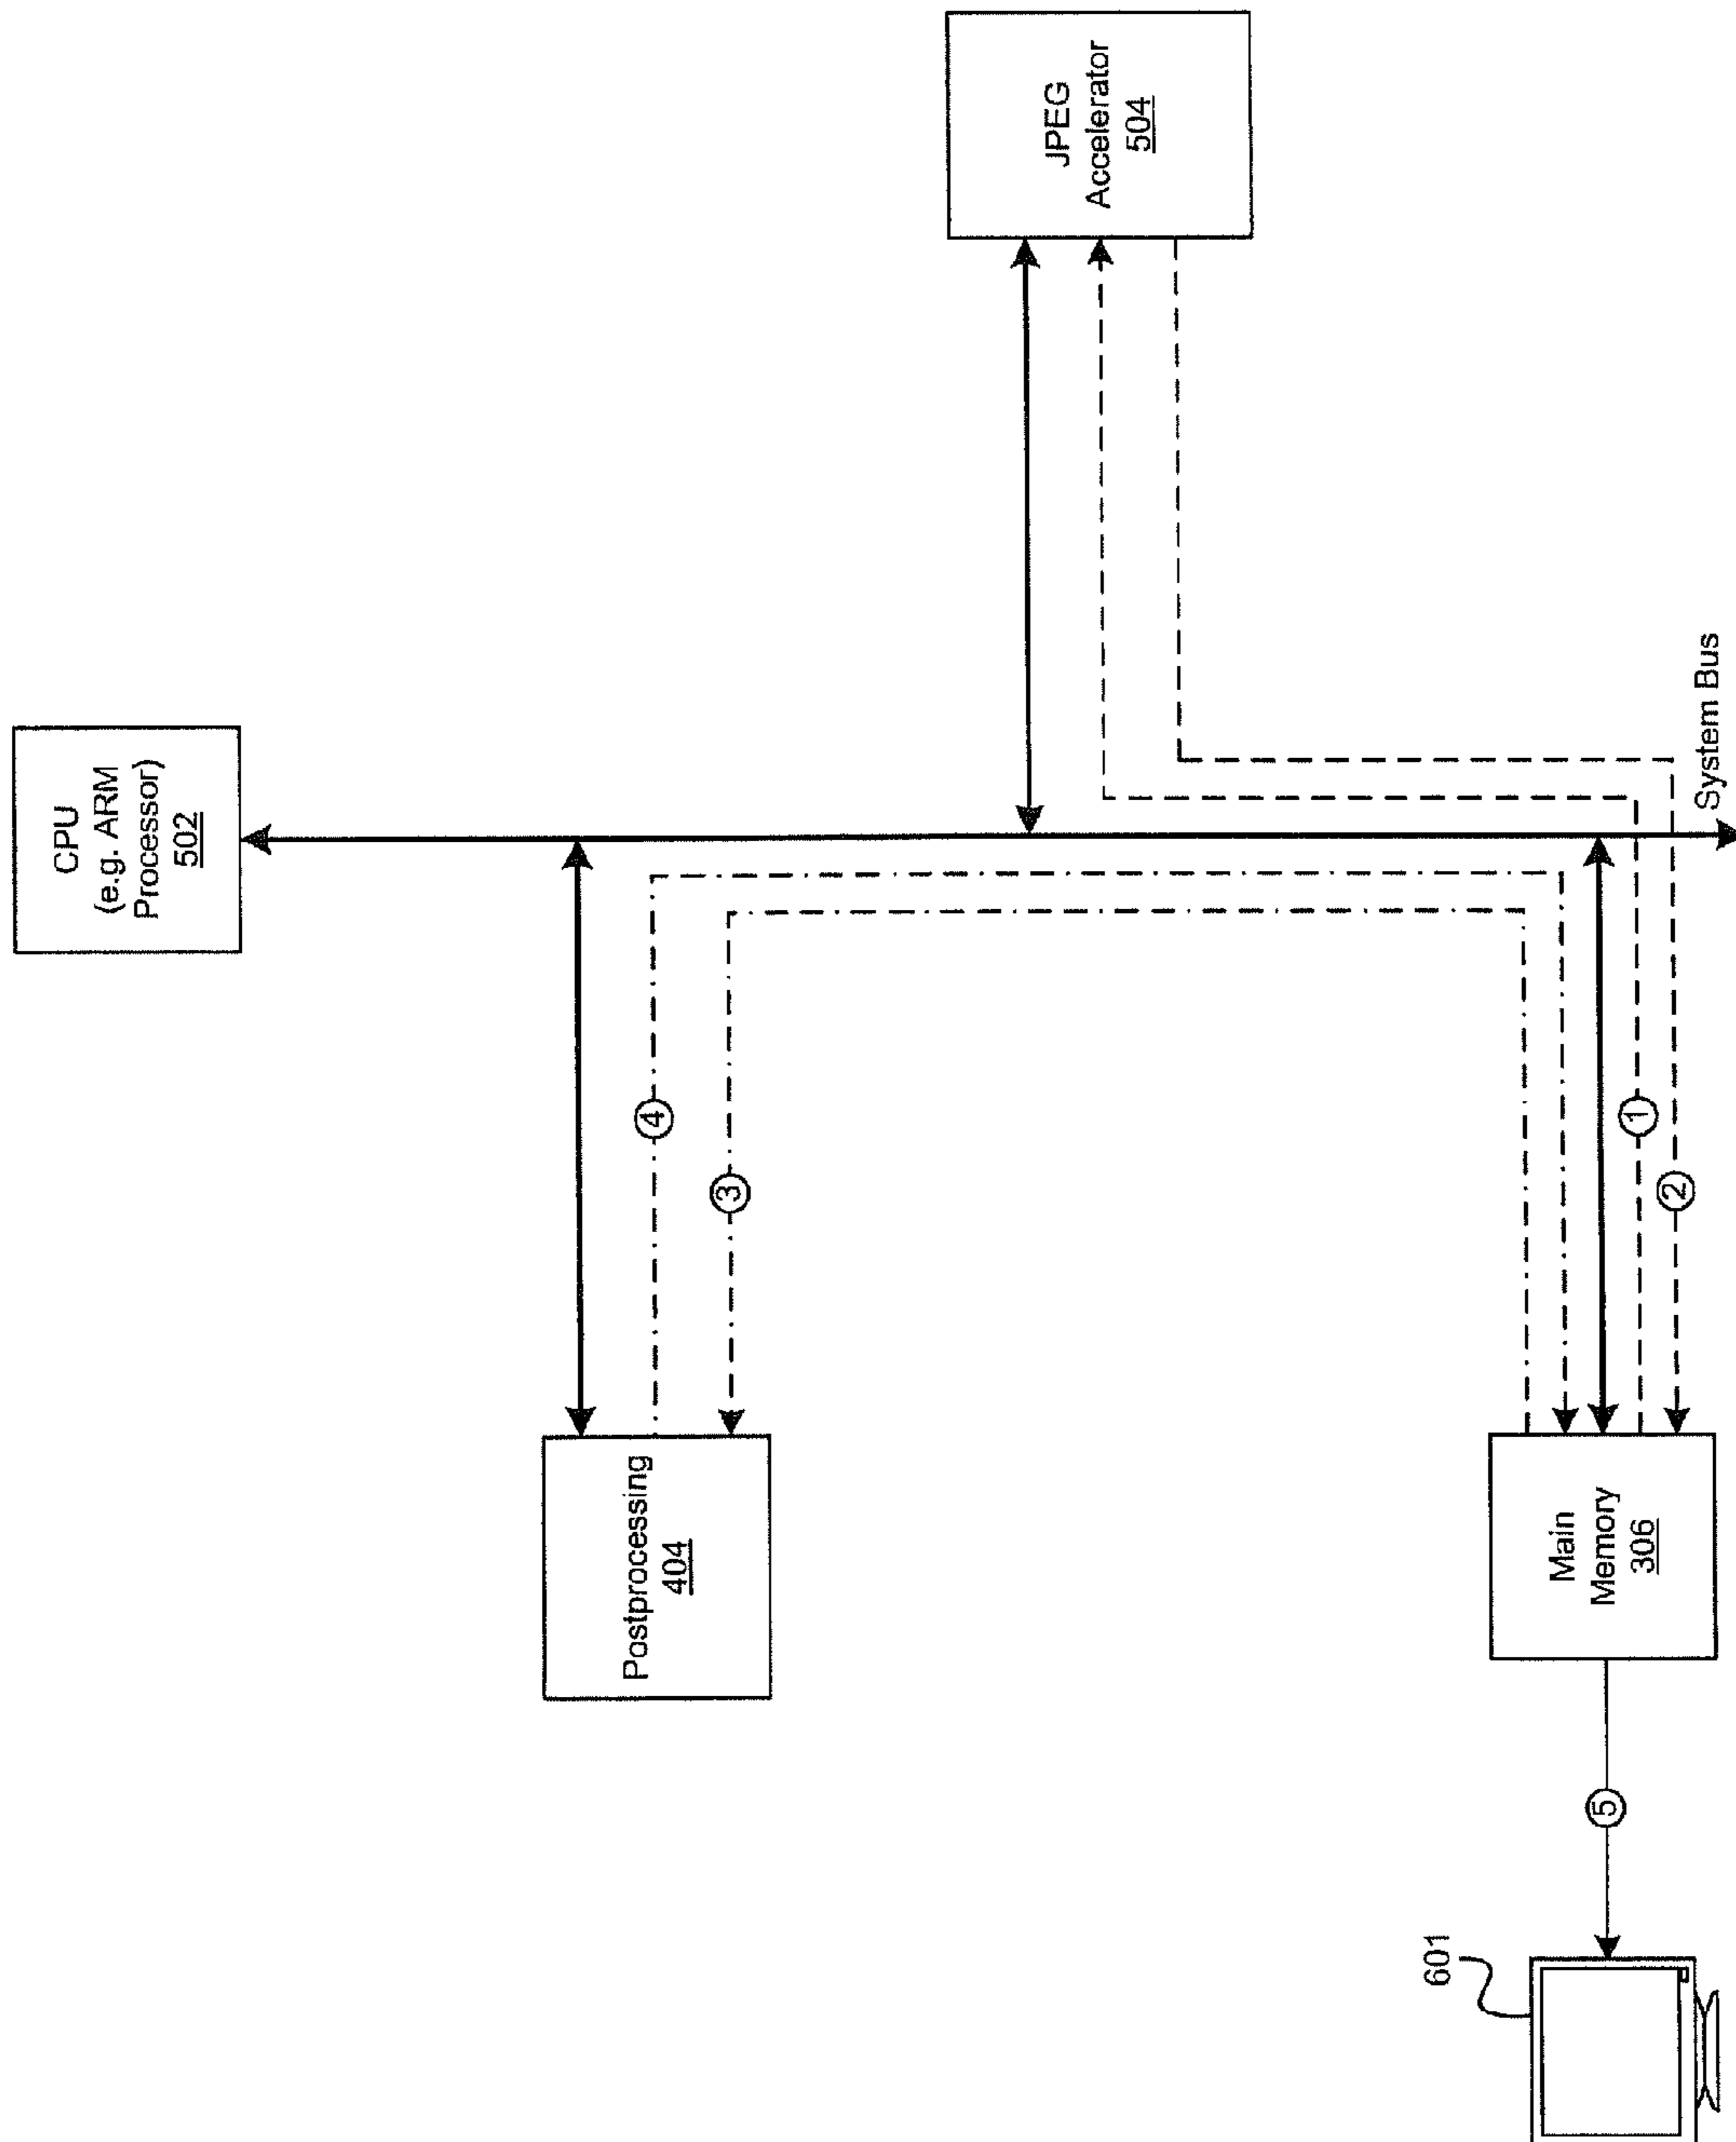 CPU
(e.g. ARM
Processor)
502
JPEG
Accelerator
504
Postprocessing
404
4
3
System Bus
1
2
Main
Memory
306
5
601